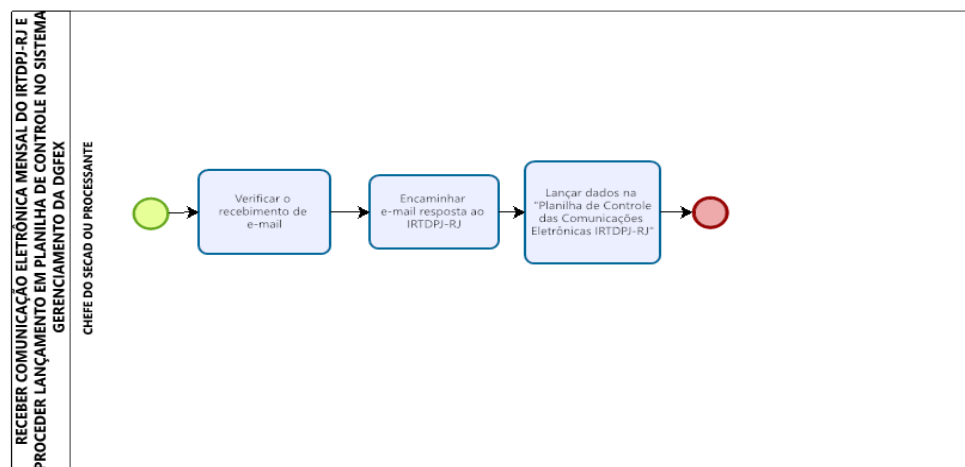 RECEBER COMUNICAÇÃO ELETRÔNICA MENSAL DO IRTDPJ-RJ E
PROCEDER LANÇAMENTO EM PLANILHA DE CONTROLE NO SISTEMA
GERENCIAMENTO DA DGFEX
CHEFE DO SECAD OU PROCESSANTE
Verificar o
recebimento de
e-mail
Encaminhar
e-mail resposta ao
IRTDPJ-RJ
Lançar dados na
"Planilha de Controle
das Comunicações
Eletrônicas IRTDPJ-RJ"